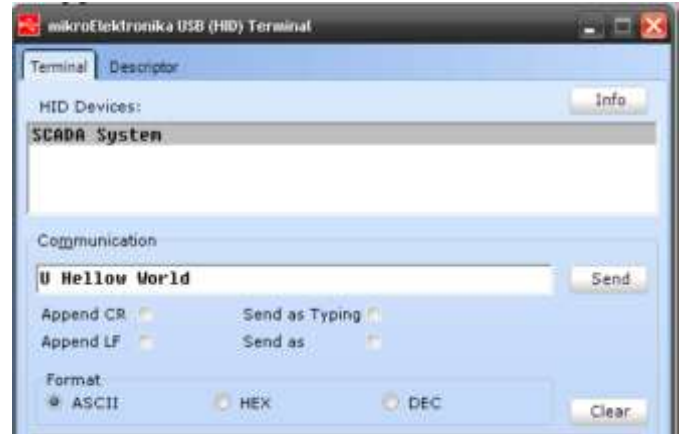 mikroElektronika USB (HID) Terminal
Terminal Descriptor
HID Devices: Info
SCADA System
Communication
U Hellow World Send
Append CR Send as Typing
Append LF Send as
Format
ASCII HEX DEC Clear